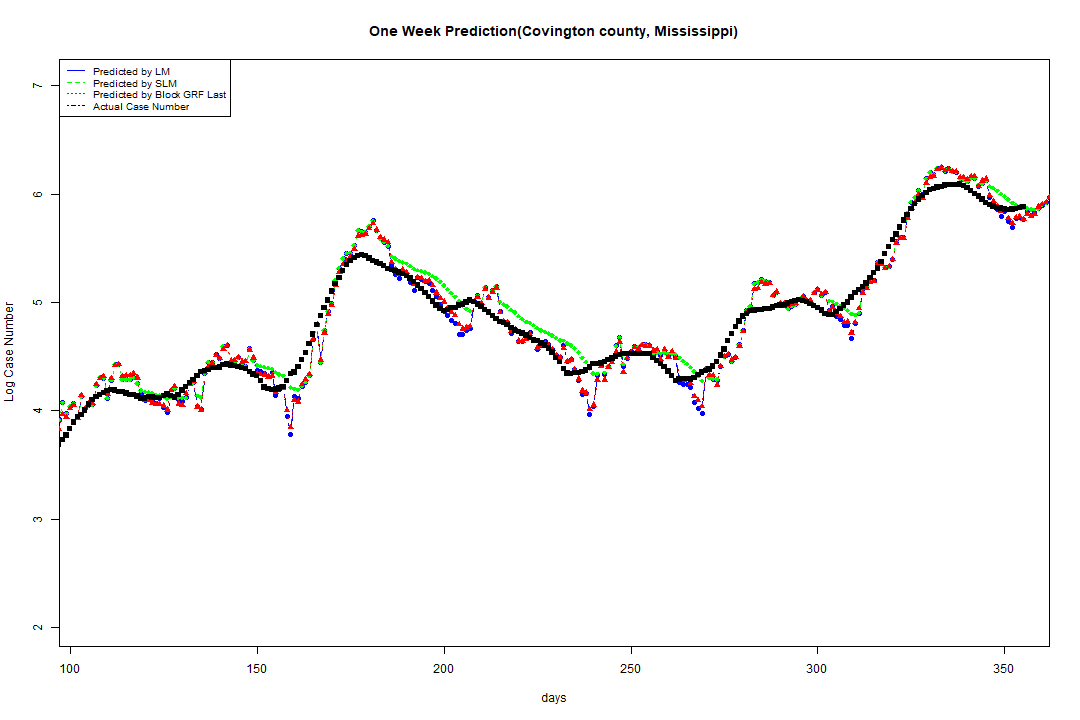 One Week Prediction(Covington county, Mississippi)
Predicted by LM
Predicted by SLM
Predicted by Block GRF Last
Actual Case Number
Log Case Number
7
6
5
4
3
2
100 150 200 250 300 350
days